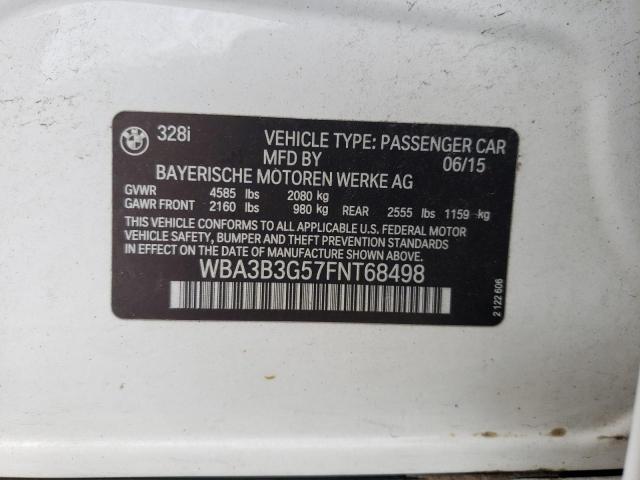 BMW 328i VEHICLE TYPE: PASSENGER CAR
MFD BY 06/15
BAYERISCHE MOTOREN WERKE AG
GVWR 4585 lbs 2080 kg
GAWR FRONT 2160 lbs 980 kg REAR 2555 lbs 1159 kg
THIS VEHICLE CONFORMS TO ALL APPLICABLE U.S. FEDERAL MOTOR
VEHICLE SAFETY, BUMPER AND THEFT PREVENTION STANDARDS
IN EFFECT ON THE DATE OF MANUFACTURE SHOWN ABOVE.
WBA3B3G57FNT68498
2 122 606